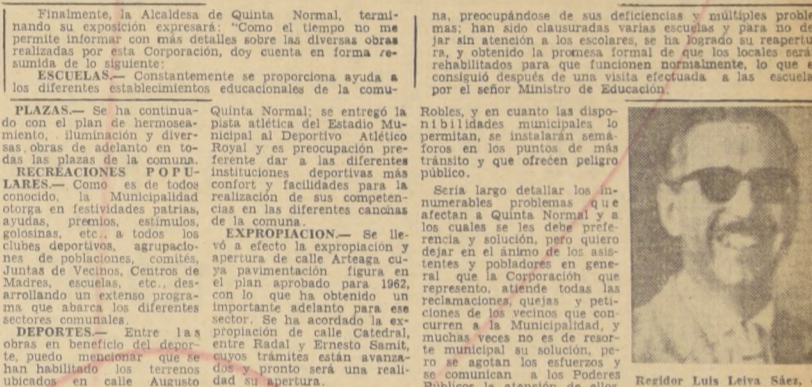 Finalmente, la Alcaldesa de Quinta Normal, termi-
nando su exposición expresará: "Como el tiempo no me
permite informar con más detalles sobre las diversas obras
realizadas por esta Corporación, doy cuenta en forma re-
sumida de lo siguiente:
ESCUELAS.— Constantemente se proporciona ayuda a
los diferentes establecimientos educacionales de la comu-
na, preocupándose de sus deficiencias y múltiples proble-
mas; han sido clausuradas varias escuelas y para no de-
jar sin atención a los escolares, se ha logrado su reapertu-
ra, y obtenido la promesa formal de que los locales sean
rehabilitados para que funcionen normalmente, lo que
consiguió después de una visita efectuada a las escuelas
por el señor Ministro de Educación.
PLAZAS.— Se ha continua-
do con el plan de hermosea-
miento, iluminación y diver-
sas obras de adelanto en to-
das las plazas de la comuna.
RECREACIONES POPU-
LARES.— Como es de todos
conocido, la Municipalidad
otorga en festividades patrias,
ayudas, premios, estímulos,
golosinas, etc., a todos los
clubes deportivos, agrupacio-
nes de poblaciones, comités,
Juntas de Vecinos, Centros de
Madres, escuelas, etc., des-
arrollando un extenso progra-
ma que abarca los diferentes
sectores comunales.
DEPORTES.— Entre las
obras en beneficio del depor-
te, puedo mencionar que se
han habilitado los terrenos
ubicados en calle Augusto
Quinta Normal; se entregó la
pista atlética del Estadio Mu-
nicipal al Deportivo Atlético
Royal y es preocupación pre-
ferente dar a las diferentes
instituciones deportivas más
confort y facilidades para la
realización de sus competen-
cias en las diferentes canchas
de la comuna.
EXPROPIACION.— Se lle-
vó a efecto la expropiación y
apertura de calle Arteaga cu-
ya pavimentación figura en
el plan aprobado para 1962,
con lo que ha obtenido un
importante adelanto para ese
sector. Se ha acordado la ex-
propiación de calle Catedral,
entre Radal y Ernesto Samit,
cuyos trámites están avanza-
dos y pronto será una reali-
dad su apertura.
Robles, y en cuanto las dispo-
nibilidades municipales lo
permitan, se instalarán semá-
foros en los puntos de más
tránsito y que ofrecen peligro
público.
Sería largo detallar los in-
numerables problemas que
afectan a Quinta Normal y a
los cuales se les debe prefe-
rencia y solución, pero quiero
dejar en el ánimo de los asis-
tentes y pobladores en gene-
ral que la Corporación que
represento, atiende todas las
reclamaciones, quejas y peti-
ciones de los vecinos que con-
curren a la Municipalidad, y
muchas veces no es de resor-
te municipal su solución, pe-
ro se agotan los esfuerzos y
se comunican a los Poderes
Públicos la atención de ellos
Regidor Luis Leiva Sáez,